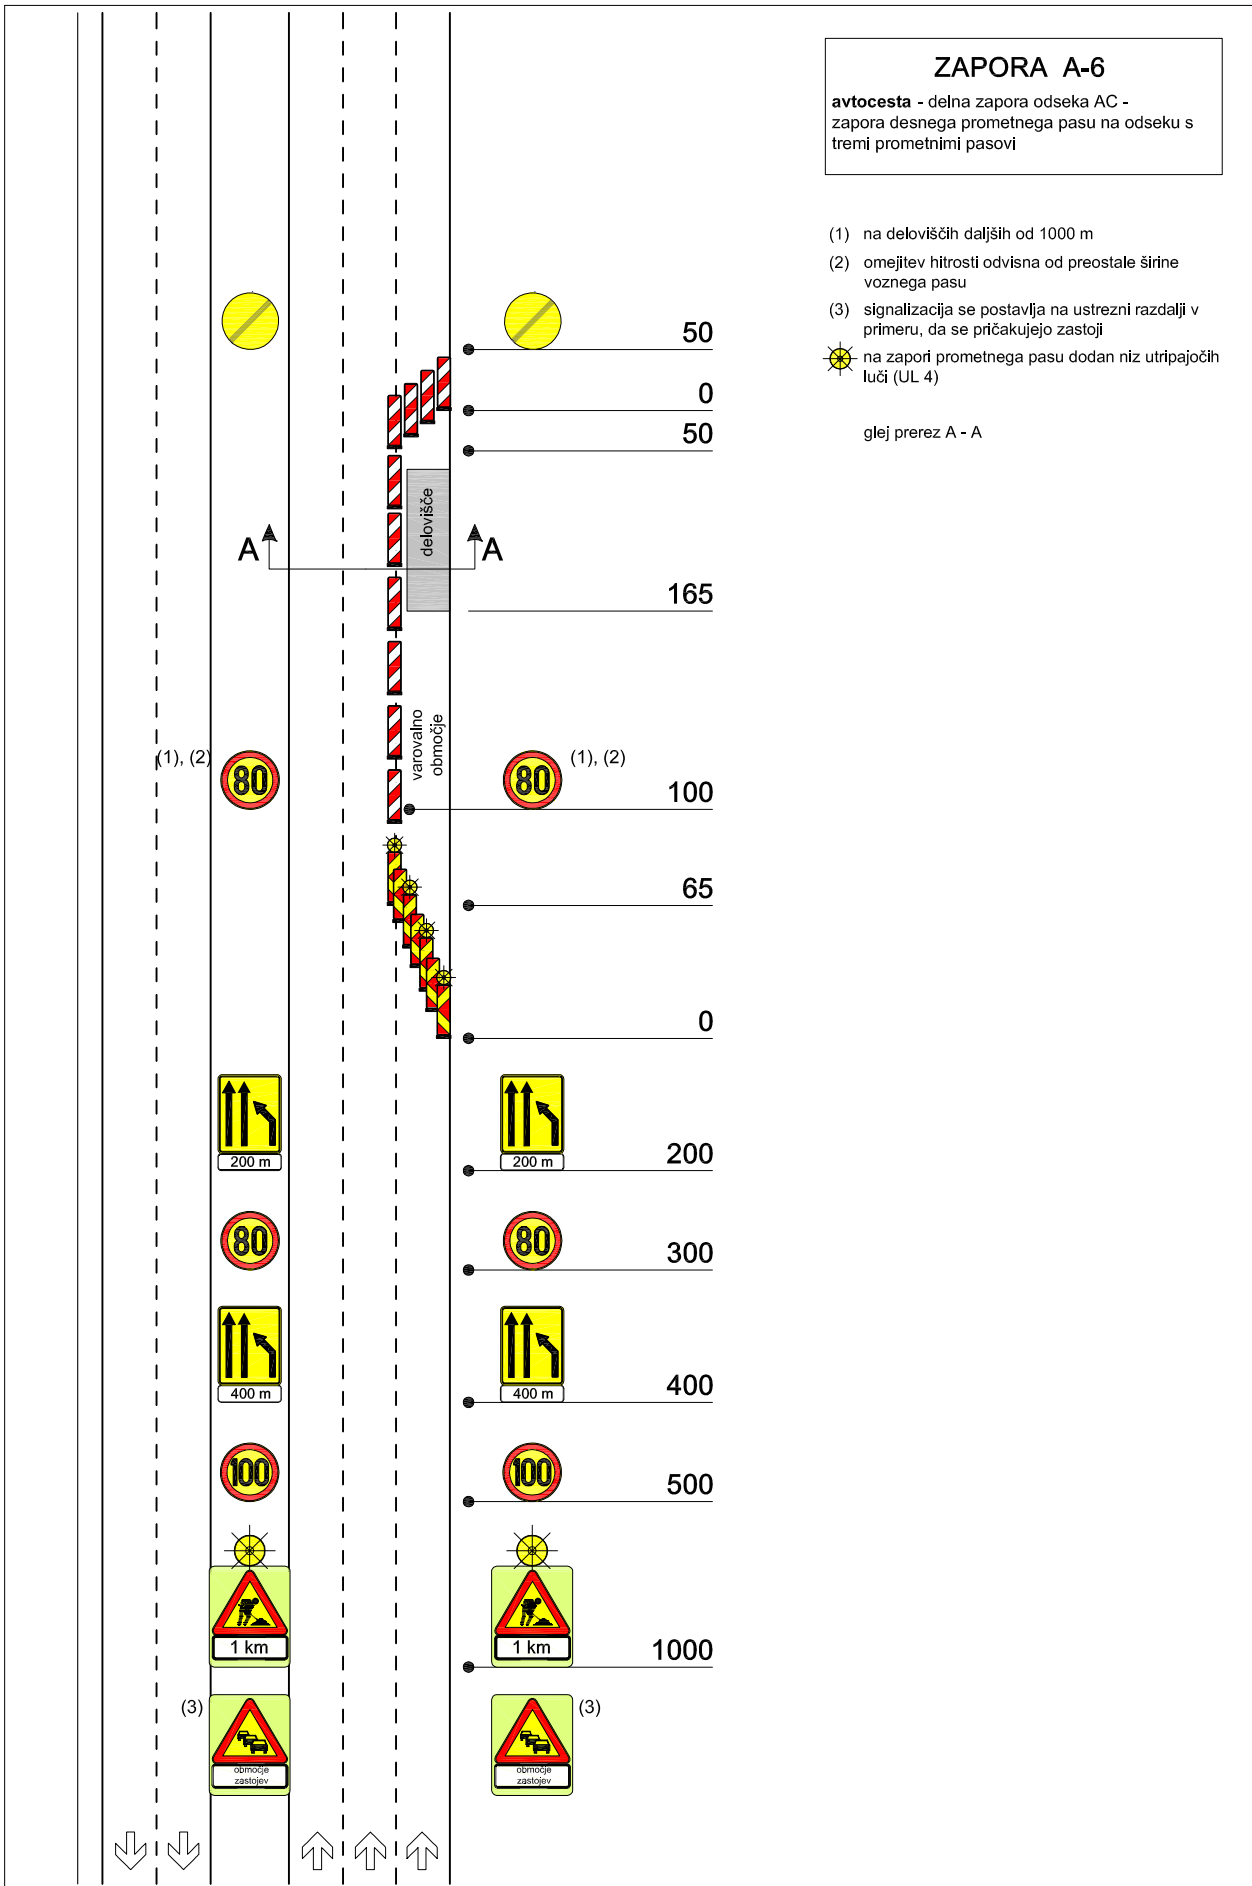 ZAPORA A-6
avtocesta - delna zapora odseka AC -
zapora desnega prometnega pasu na odseku s
tremi prometnimi pasovi
(1) na deloviščih daljših od 1000 m
(2) omejitev hitrosti odvisna od preostale širine
voznega pasu
(3) signalizacija se postavlja na ustrezni razdalji v
primeru, da se pričakujejo zastoji
na zapori prometnega pasu dodan niz utripajočih
luči (UL 4)
glej prerez A - A
50
0
50
delovišče
A
A
165
varovalno
območje
(1), (2)
80
80
(1), (2)
100
65
0
200 m
200 m
200
80
80
300
400 m
400 m
400
100
100
500
1 km
1 km
1000
(3)
(3)
območje
zastojev
območje
zastojev